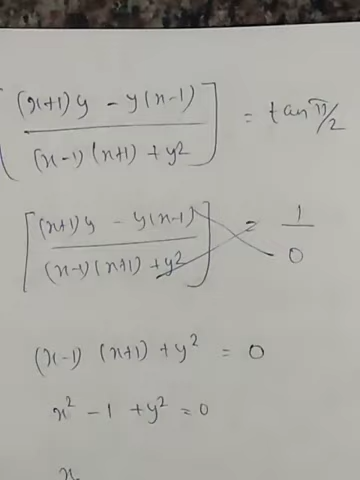 [ (x+1)y - y(x-1) / (x-1)(x+1) + y² ] = tan π/2
[ (x+1)y - y(x-1) / (x-1)(x+1) + y² ] = 1/0
(x-1) (x+1) + y² = 0
x² - 1 + y² = 0
x